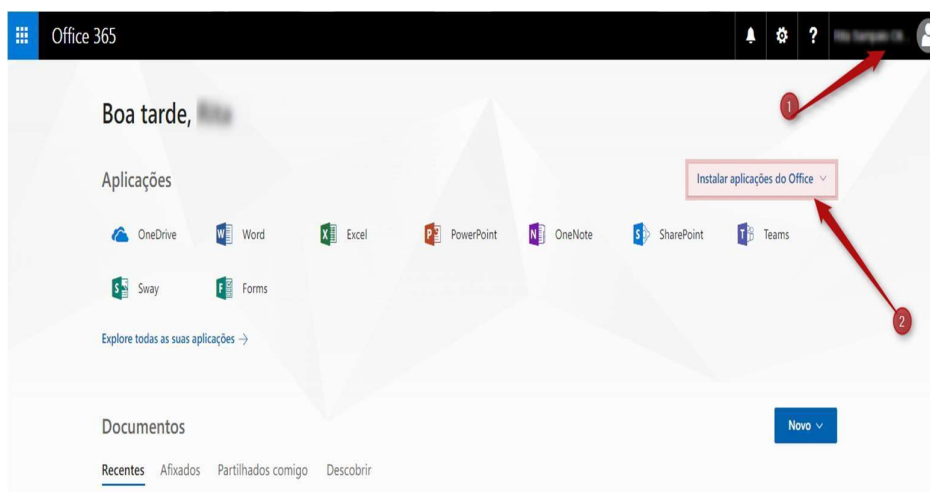 Office 365
?
1
Boa tarde,
Aplicações
Instalar aplicações do Office
OneDrive
Word
Excel
PowerPoint
OneNote
SharePoint
Teams
Sway
Forms
2
Explore todas as suas aplicações →
Documentos
Novo
Recentes Afixados Partilhados comigo Descobrir